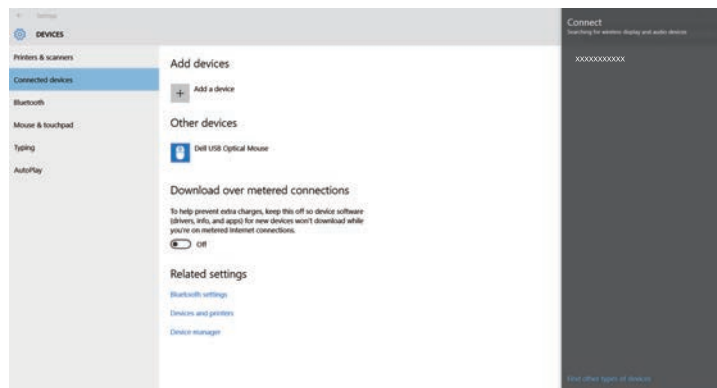 Settings
DEVICES
Printers & scanners
Connected devices
Bluetooth
Mouse & touchpad
Typing
AutoPlay
Add devices
Add a device
Other devices
Dell USB Optical Mouse
Download over metered connections
To help prevent extra charges, keep this off so device software
(drivers, info, and apps) for new devices won't download while
you're on metered Internet connections.
Off
Related settings
Bluetooth settings
Devices and printers
Device manager
Connect
Searching for wireless display and audio devices
XXXXXXXXXXX
Find other types of devices